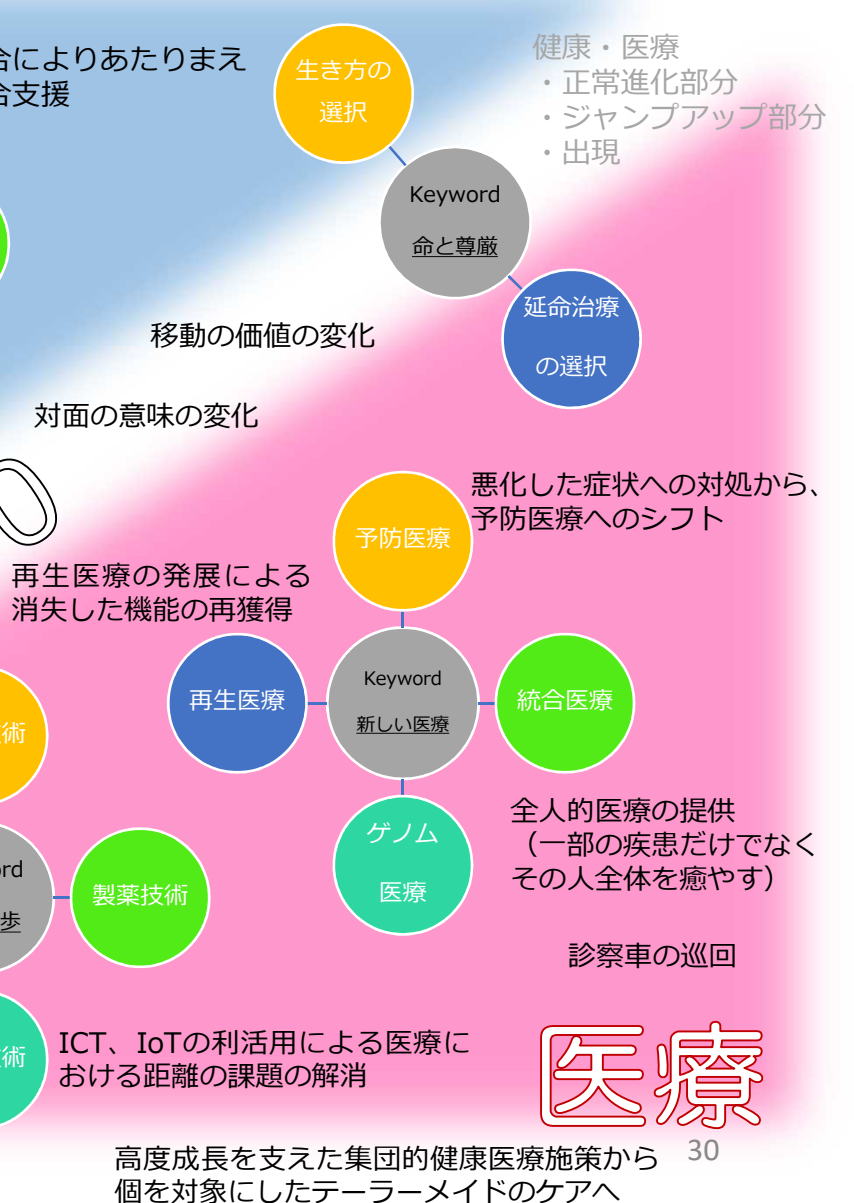 合によりあたりまえ
合支援
生き方の
選択
健康・医療
・正常進化部分
・ジャンプアップ部分
・出現
Keyword
命と尊厳
延命治療
の選択
移動の価値の変化
対面の意味の変化
悪化した症状への対処から、
予防医療へのシフト
予防医療
再生医療の発展による
消失した機能の再獲得
再生医療
Keyword
新しい医療
統合医療
術
ゲノム
医療
全人的医療の提供
（一部の疾患だけでなく
その人全体を癒やす）
ord
歩
製薬技術
診察車の巡回
術
ICT、IoTの利活用による医療に
おける距離の課題の解消
医療
高度成長を支えた集団的健康医療施策から
個を対象にしたテーラーメイドのケアへ
30